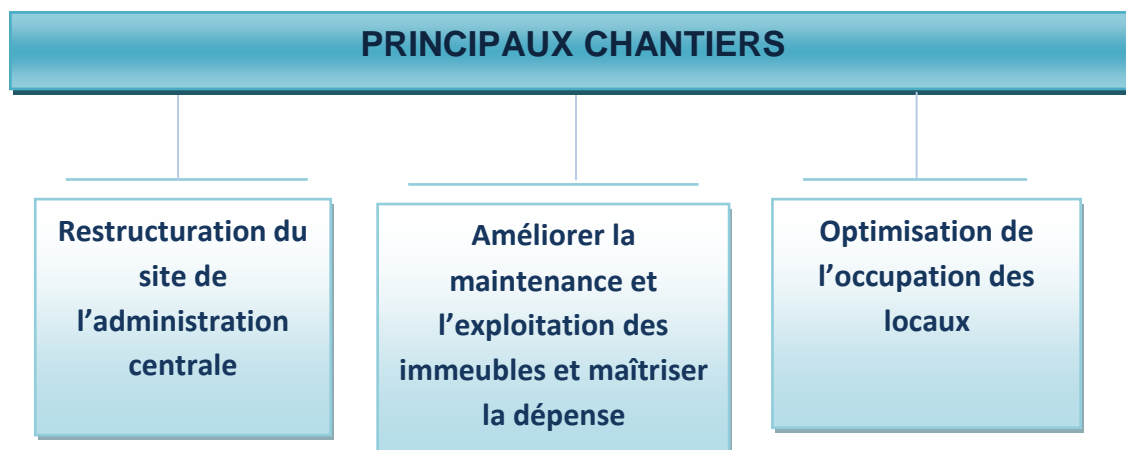 PRINCIPAUX CHANTIERS
Restructuration du
site de
l’administration
centrale
Améliorer la
maintenance et
l’exploitation des
immeubles et maîtriser
la dépense
Optimisation de
l’occupation des
locaux